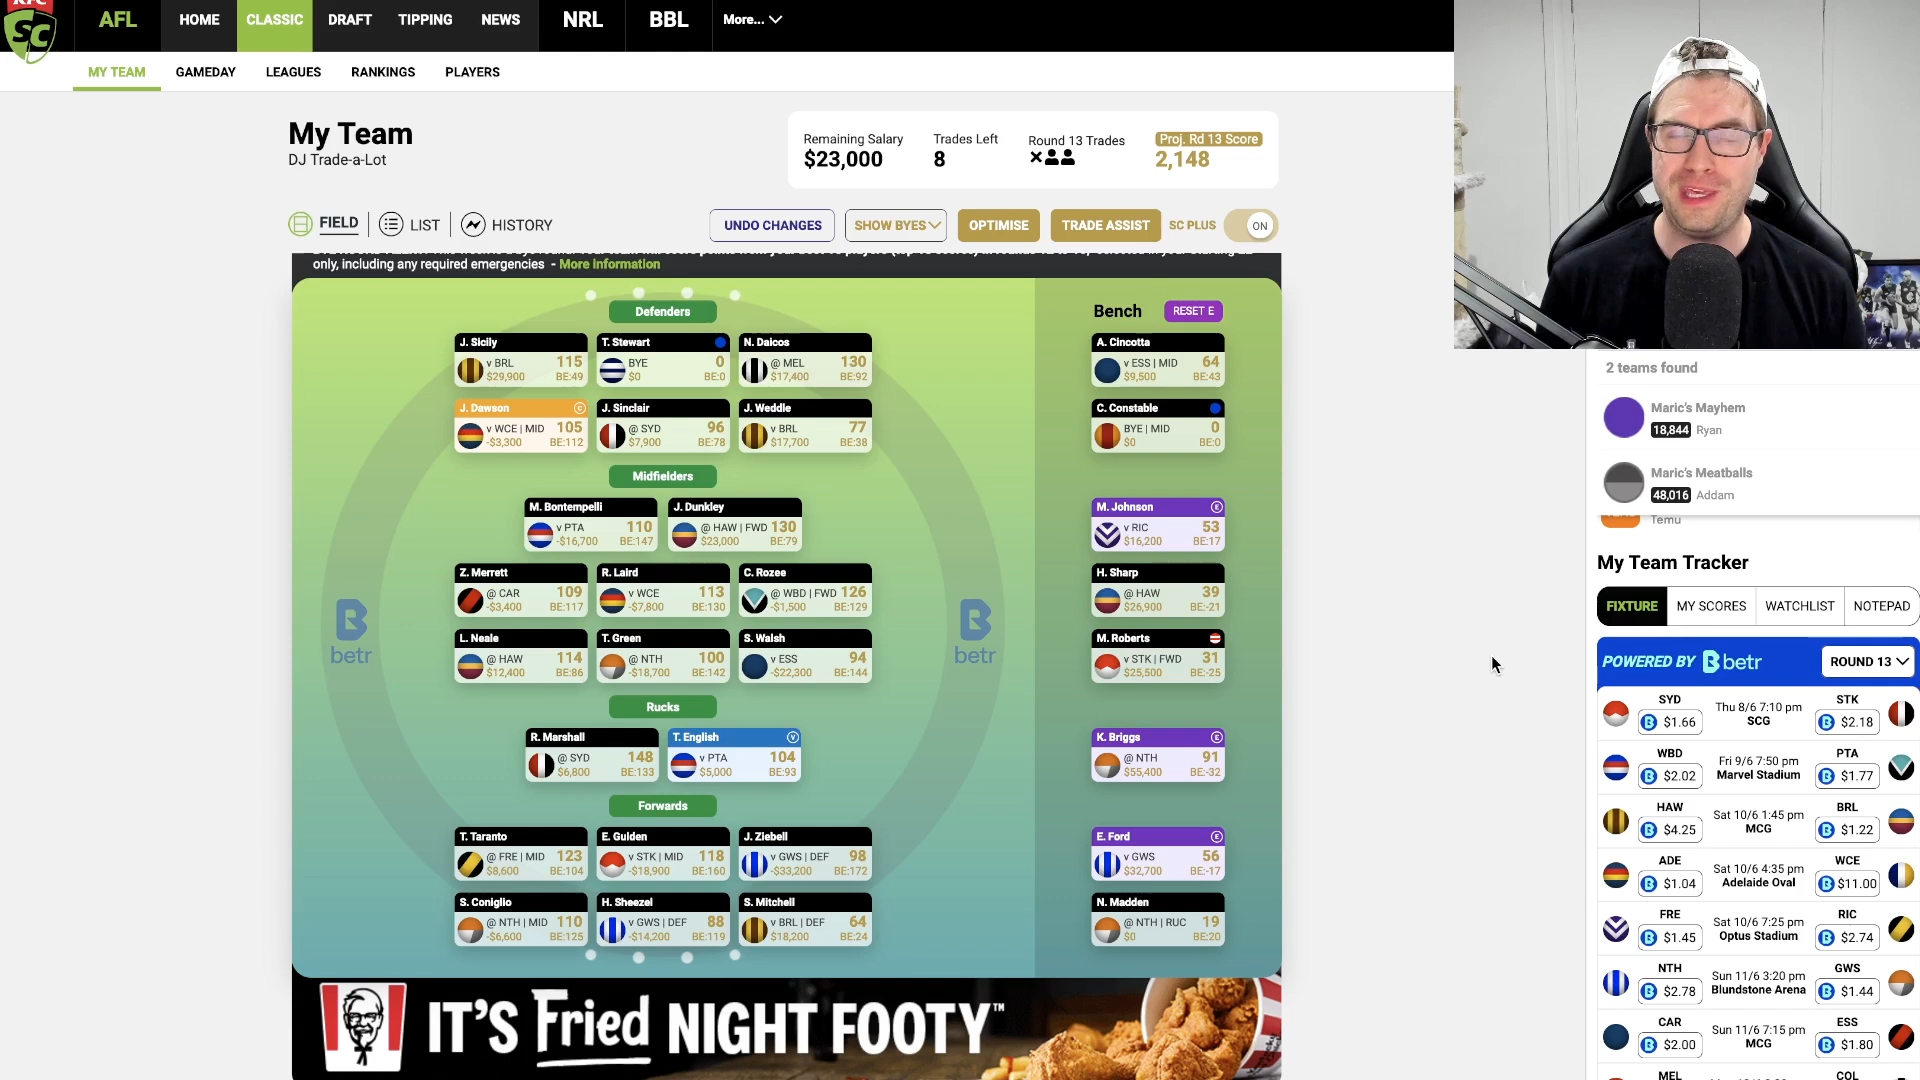 KFC
SC
AFL
HOME
CLASSIC
DRAFT
TIPPING
NEWS
NRL
BBL
More...
MY TEAM
GAMEDAY
LEAGUES
RANKINGS
PLAYERS
My Team
DJ Trade-a-Lot
Remaining Salary
$23,000
Trades Left
8
Round 13 Trades
Proj. Rd 13 Score
2,148
FIELD
LIST
HISTORY
UNDO CHANGES
SHOW BYES
OPTIMISE
TRADE ASSIST
SC PLUS
ON
only, including any required emergencies - More Information
Defenders
Bench
RESET E
J. Sicily
v BRL 115
$29,900 BE:49
T. Stewart
BYE 0
$0 BE:0
N. Daicos
@ MEL 130
$17,400 BE:92
A. Cincotta
v ESS | MID 64
$9,500 BE:43
J. Dawson C
v WCE | MID 105
-$3,300 BE:112
J. Sinclair
@ SYD 96
$7,900 BE:78
J. Weddle
v BRL 77
$17,700 BE:38
C. Constable
BYE | MID 0
$0 BE:0
Midfielders
M. Bontempelli
v PTA 110
-$16,700 BE:147
J. Dunkley
@ HAW | FWD 130
$23,000 BE:79
M. Johnson E
v RIC 53
$16,200 BE:17
Z. Merrett
@ CAR 109
-$3,400 BE:117
R. Laird
v WCE 113
-$7,800 BE:130
C. Rozee
@ WBD | FWD 126
-$1,500 BE:129
H. Sharp
@ HAW 39
$26,900 BE:-21
L. Neale
@ HAW 114
$12,400 BE:86
T. Green
@ NTH 100
-$18,700 BE:142
S. Walsh
v ESS 94
-$22,300 BE:144
M. Roberts
v STK | FWD 31
$25,500 BE:-25
betr
betr
Rucks
R. Marshall
@ SYD 148
$6,800 BE:133
T. English V
v PTA 104
$5,000 BE:93
K. Briggs E
@ NTH 91
$55,400 BE:-32
Forwards
T. Taranto
@ FRE | MID 123
$8,600 BE:104
E. Gulden
v STK | MID 118
-$18,900 BE:160
J. Ziebell
v GWS | DEF 98
-$33,200 BE:172
E. Ford E
v GWS 56
$32,700 BE:-17
S. Coniglio
@ NTH | MID 110
-$6,600 BE:125
H. Sheezel
v GWS | DEF 88
-$14,200 BE:119
S. Mitchell
v BRL | DEF 64
$18,200 BE:24
N. Madden
@ NTH | RUC 19
$0 BE:20
KFC
IT'S Fried NIGHT FOOTY™
2 teams found
Maric's Mayhem
18,844 Ryan
Maric's Meatballs
48,016 Addam
Temu
My Team Tracker
FIXTURE
MY SCORES
WATCHLIST
NOTEPAD
POWERED BY betr
ROUND 13
SYD $1.66 Thu 8/6 7:10 pm SCG STK $2.18
WBD $2.02 Fri 9/6 7:50 pm Marvel Stadium PTA $1.77
HAW $4.25 Sat 10/6 1:45 pm MCG BRL $1.22
ADE $1.04 Sat 10/6 4:35 pm Adelaide Oval WCE $11.00
FRE $1.45 Sat 10/6 7:25 pm Optus Stadium RIC $2.74
NTH $2.78 Sun 11/6 3:20 pm Blundstone Arena GWS $1.44
CAR $2.00 Sun 11/6 7:15 pm MCG ESS $1.80
MEL COL